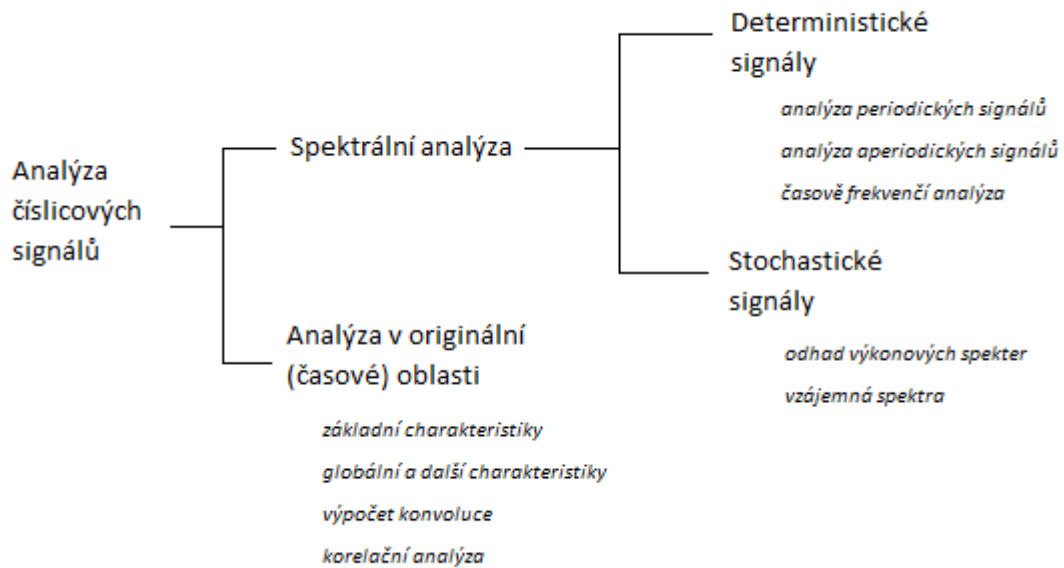 Analýza
číslicových
signálů
Spektrální analýza
Deterministické
signály
analýza periodických signálů
analýza aperiodických signálů
časově frekvenčí analýza
Stochastické
signály
odhad výkonových spekter
vzájemná spektra
Analýza v originální
(časové) oblasti
základní charakteristiky
globální a další charakteristiky
výpočet konvoluce
korelační analýza